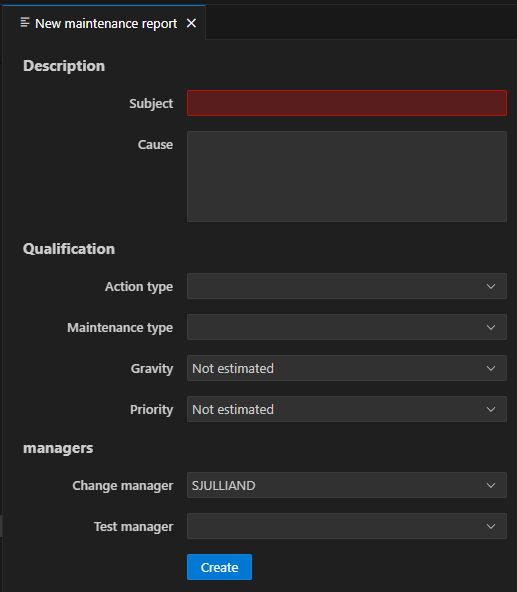 New maintenance report
Description
Subject
Cause
Qualification
Action type
Maintenance type
Gravity Not estimated
Priority Not estimated
managers
Change manager SJULLIAND
Test manager
Create